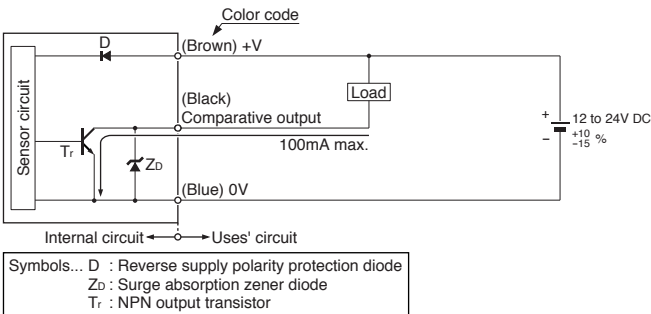 Color code
D
(Brown) +V
Sensor circuit
(Black)
Comparative output
Load
100mA max.
Tr
ZD
+
-
12 to 24V DC
+10
-15 %
(Blue) 0V
Internal circuit
Uses' circuit
Symbols... D : Reverse supply polarity protection diode
ZD : Surge absorption zener diode
Tr : NPN output transistor